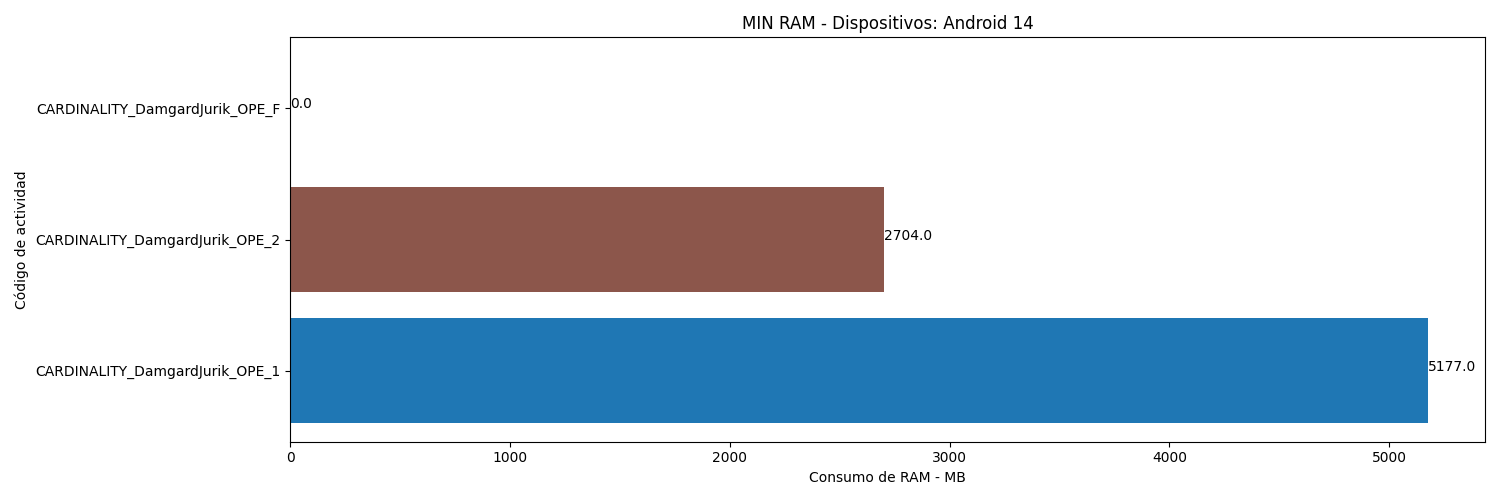 MIN RAM - Dispositivos: Android 14
Código de actividad
CARDINALITY_DamgardJurik_OPE_F
0.0
CARDINALITY_DamgardJurik_OPE_2
2704.0
CARDINALITY_DamgardJurik_OPE_1
5177.0
0 1000 2000 3000 4000 5000
Consumo de RAM - MB